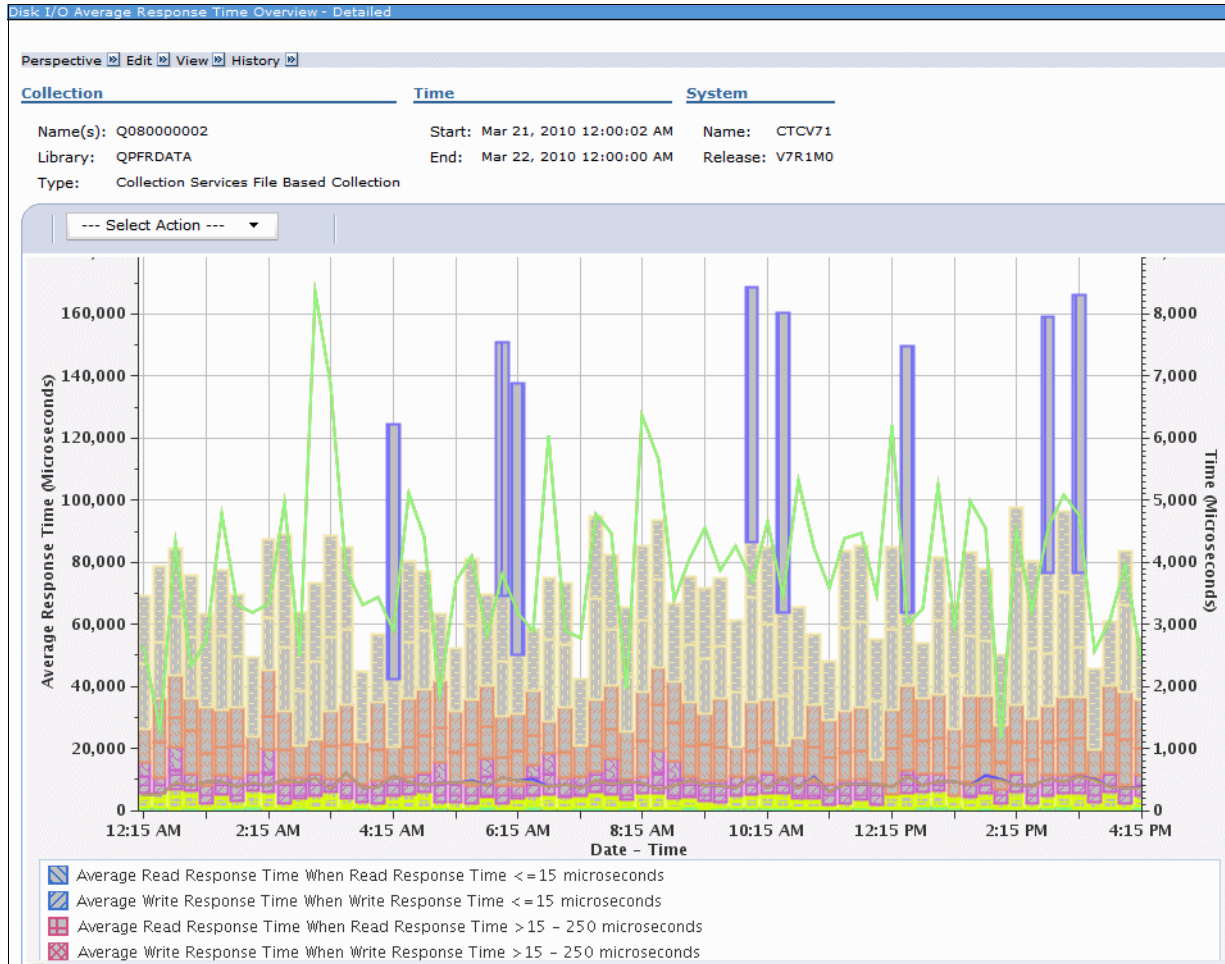 Disk I/O Average Response Time Overview - Detailed
Perspective Edit View History
Collection Time System
Name(s): Q080000002 Start: Mar 21, 2010 12:00:02 AM Name: CTCV71
Library: QPFRDATA End: Mar 22, 2010 12:00:00 AM Release: V7R1M0
Type: Collection Services File Based Collection
--- Select Action ---
Average Response Time (Microseconds)
160,000
140,000
120,000
100,000
80,000
60,000
40,000
20,000
0
8,000
7,000
6,000
5,000
4,000
3,000
2,000
1,000
0
Time (Microseconds)
12:15 AM 2:15 AM 4:15 AM 6:15 AM 8:15 AM 10:15 AM 12:15 PM 2:15 PM 4:15 PM
Date - Time
Average Read Response Time When Read Response Time <=15 microseconds
Average Write Response Time When Write Response Time <=15 microseconds
Average Read Response Time When Read Response Time >15 - 250 microseconds
Average Write Response Time When Write Response Time >15 - 250 microseconds